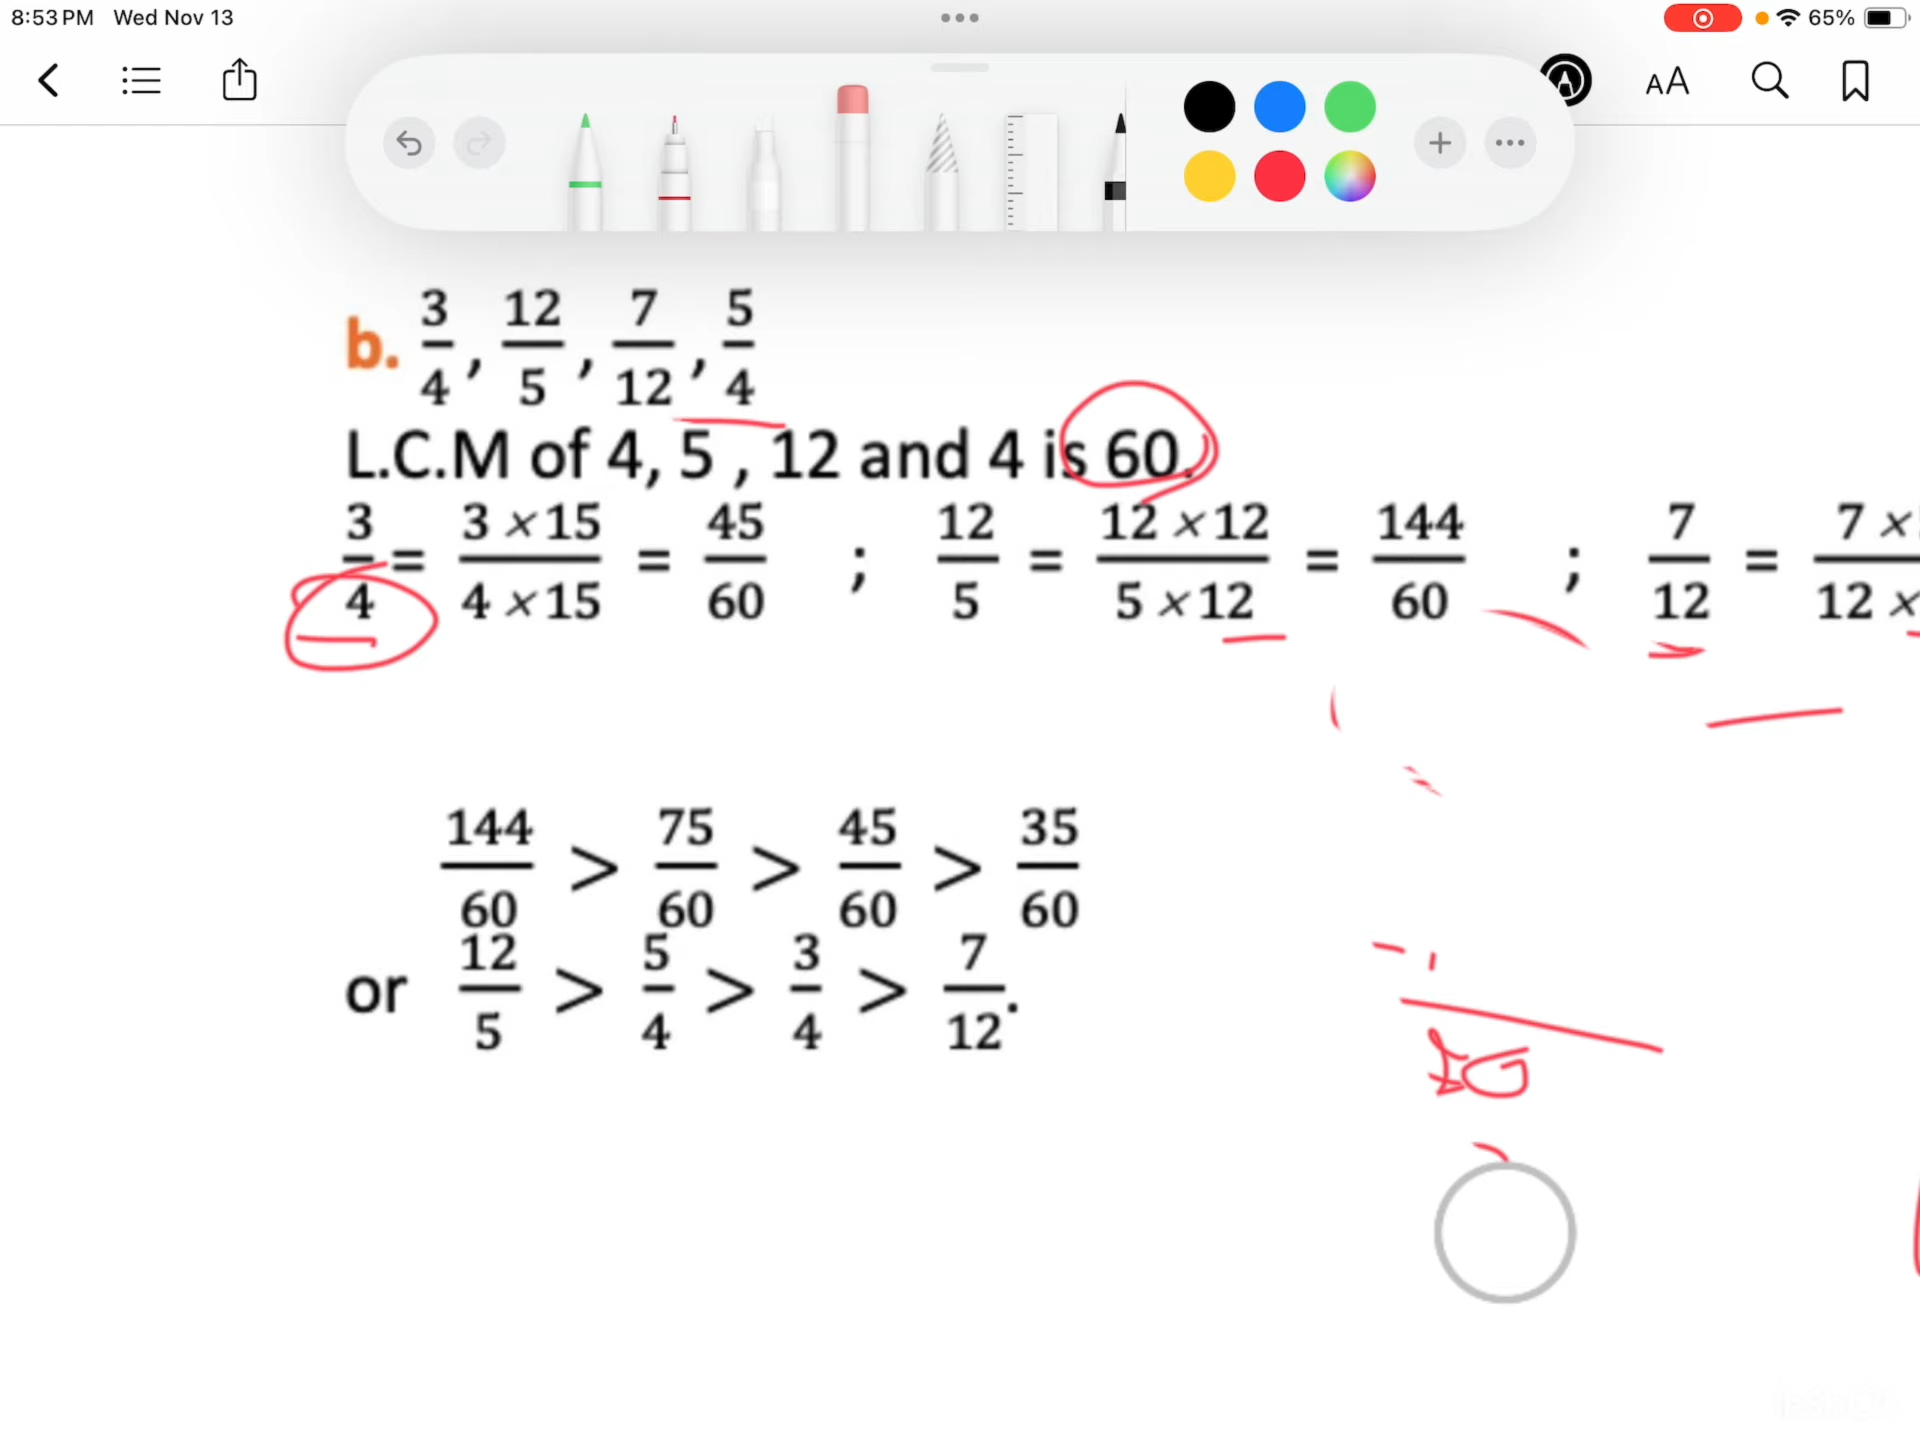 8:53 PM Wed Nov 13 65%
AA
b. 3/4, 12/5, 7/12, 5/4
L.C.M of 4, 5 , 12 and 4 is 60.
3/4 = 3 × 15/4 × 15 = 45/60 ; 12/5 = 12 × 12/5 × 12 = 144/60 ; 7/12 = 7 ×/12 ×
144/60 > 75/60 > 45/60 > 35/60
or 12/5 > 5/4 > 3/4 > 7/12.